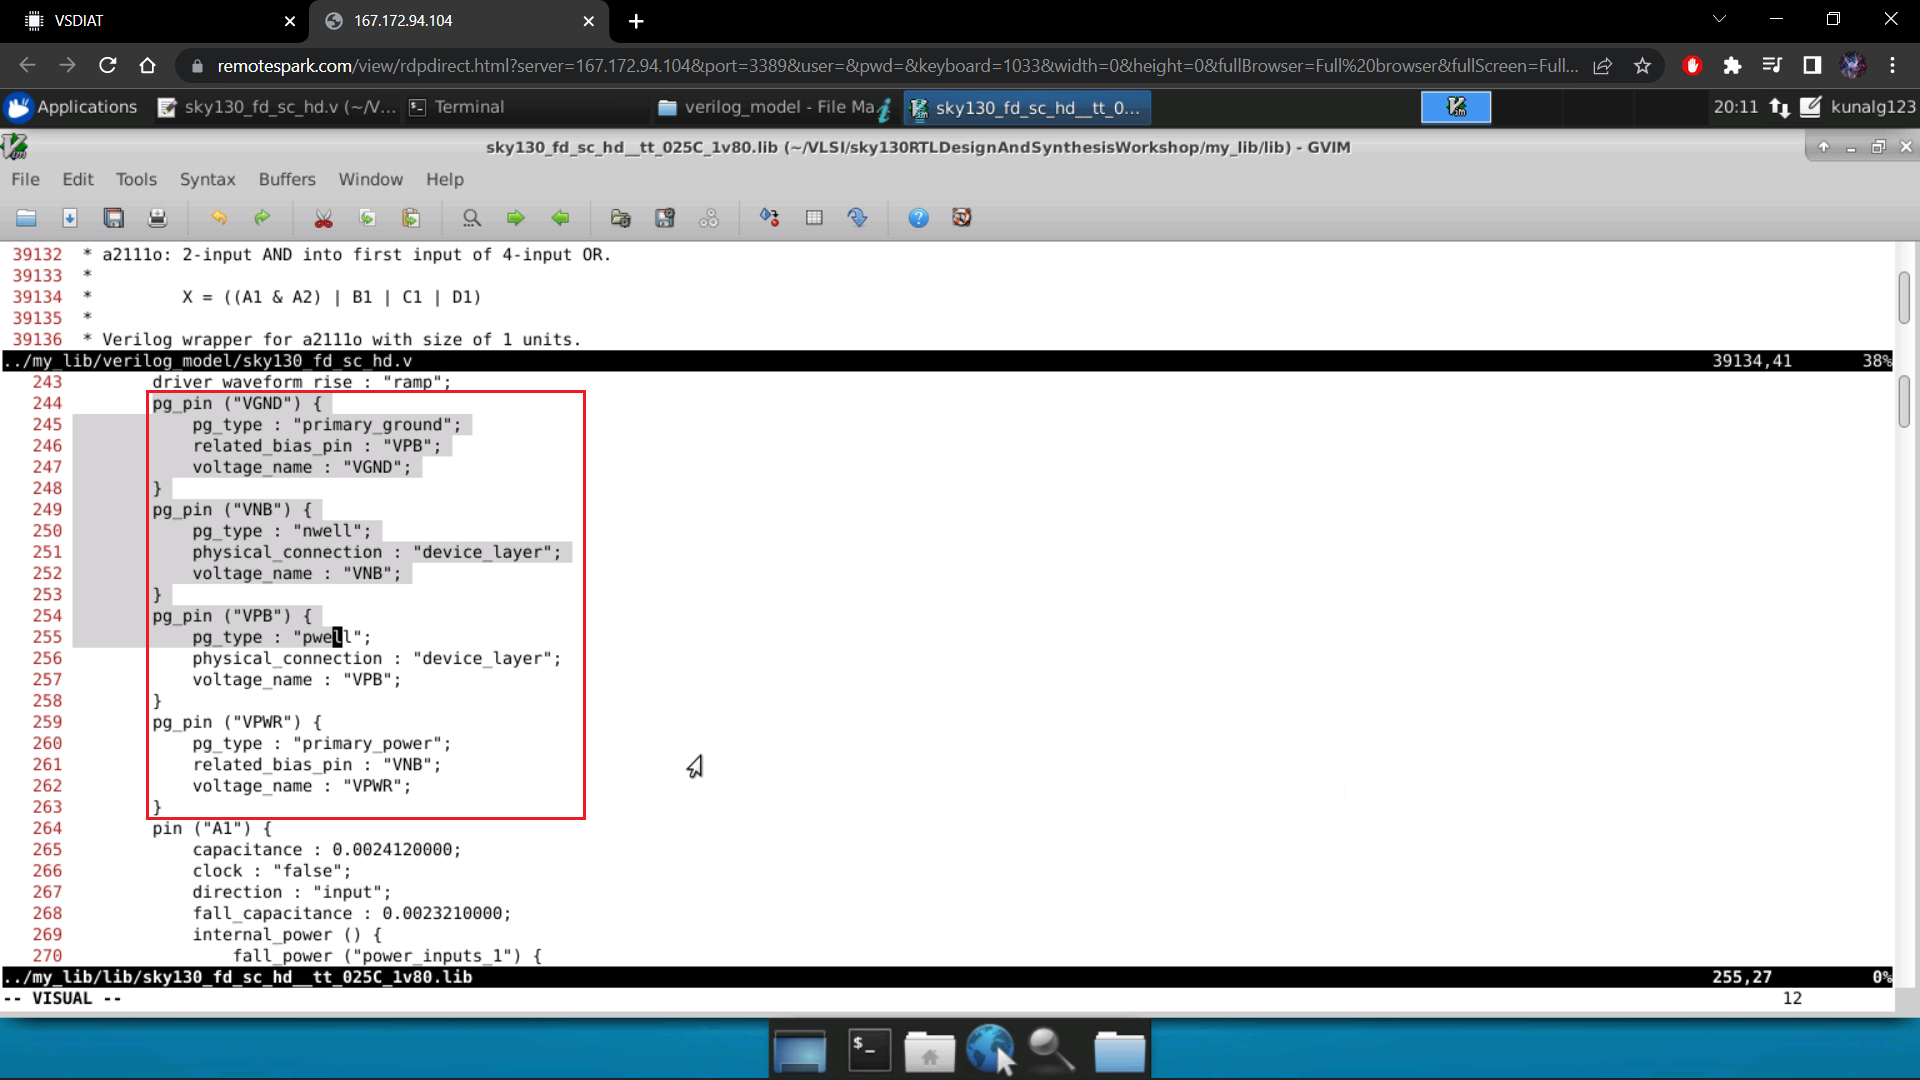 VSDIAT
167.172.94.104
remotespark.com/view/rdpdirect.html?server=167.172.94.104&port=3389&user=&pwd=&keyboard=1033&width=0&height=0&fullBrowser=Full%20browser&fullScreen=Full...
Applications
sky130_fd_sc_hd.v (~/V...
Terminal
verilog_model - File Ma
sky130_fd_sc_hd__tt_0...
20:11
kunalg123
sky130_fd_sc_hd__tt_025C_1v80.lib (~/VLSI/sky130RTLDesignAndSynthesisWorkshop/my_lib/lib) - GVIM
File Edit Tools Syntax Buffers Window Help
39132 * a2111o: 2-input AND into first input of 4-input OR.
39133 *
39134 * X = ((A1 & A2) | B1 | C1 | D1)
39135 *
39136 * Verilog wrapper for a2111o with size of 1 units.
../my_lib/verilog_model/sky130_fd_sc_hd.v 39134,41 38%
243 driver_waveform_rise : "ramp";
244 pg_pin ("VGND") {
245 pg_type : "primary_ground";
246 related_bias_pin : "VPB";
247 voltage_name : "VGND";
248 }
249 pg_pin ("VNB") {
250 pg_type : "nwell";
251 physical_connection : "device_layer";
252 voltage_name : "VNB";
253 }
254 pg_pin ("VPB") {
255 pg_type : "pwell";
256 physical_connection : "device_layer";
257 voltage_name : "VPB";
258 }
259 pg_pin ("VPWR") {
260 pg_type : "primary_power";
261 related_bias_pin : "VNB";
262 voltage_name : "VPWR";
263 }
264 pin ("A1") {
265 capacitance : 0.0024120000;
266 clock : "false";
267 direction : "input";
268 fall_capacitance : 0.0023210000;
269 internal_power () {
270 fall_power ("power_inputs_1") {
../my_lib/lib/sky130_fd_sc_hd__tt_025C_1v80.lib 255,27 0%
-- VISUAL -- 12